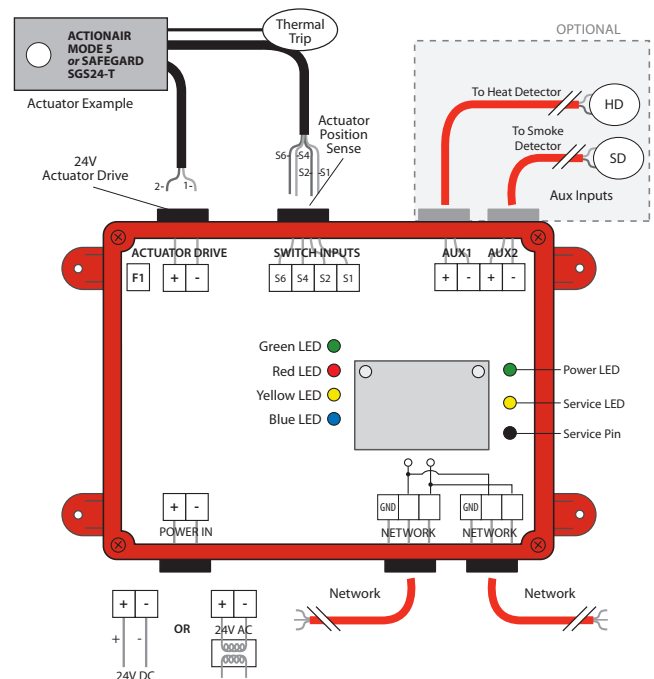 ACTIONAIR
MODE 5
or SAFEGARD
SGS24-T
Actuator Example
Thermal
Trip
OPTIONAL
To Heat Detector
HD
To Smoke
Detector
SD
Aux Inputs
Actuator
Position
Sense
S6-
-S4
S2-
-S1
24V
Actuator Drive
2-
1-
ACTUATOR DRIVE
SWITCH INPUTS
AUX1
AUX2
F1
+
-
S6
S4
S2
S1
+
-
+
-
Green LED
Red LED
Yellow LED
Blue LED
Power LED
Service LED
Service Pin
+
-
POWER IN
GND
NETWORK
GND
NETWORK
Network
Network
+
-
+
-
24V DC
OR
+
-
24V AC